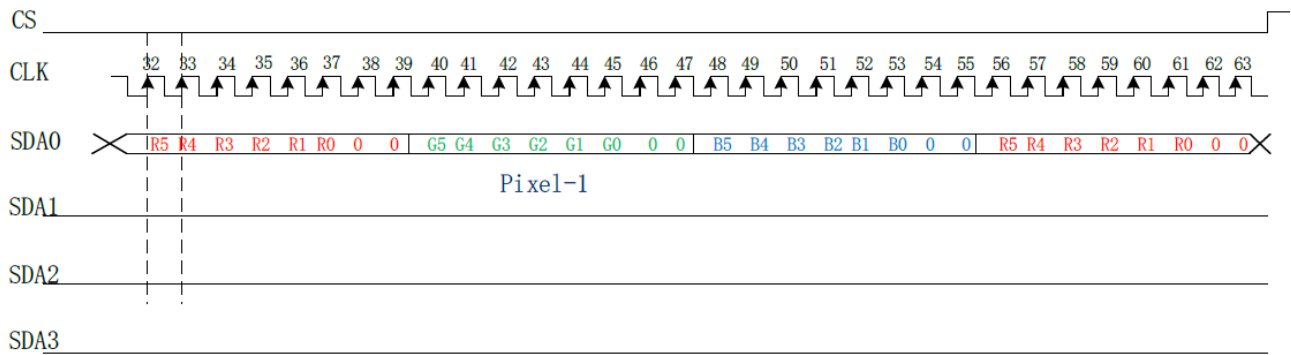 CS
32 33 34 35 36 37 38 39 40 41 42 43 44 45 46 47 48 49 50 51 52 53 54 55 56 57 58 59 60 61 62 63
CLK
SDA0 R5 R4 R3 R2 R1 R0 0 0 G5 G4 G3 G2 G1 G0 0 0 B5 B4 B3 B2 B1 B0 0 0 R5 R4 R3 R2 R1 R0 0 0
Pixel-1
SDA1
SDA2
SDA3